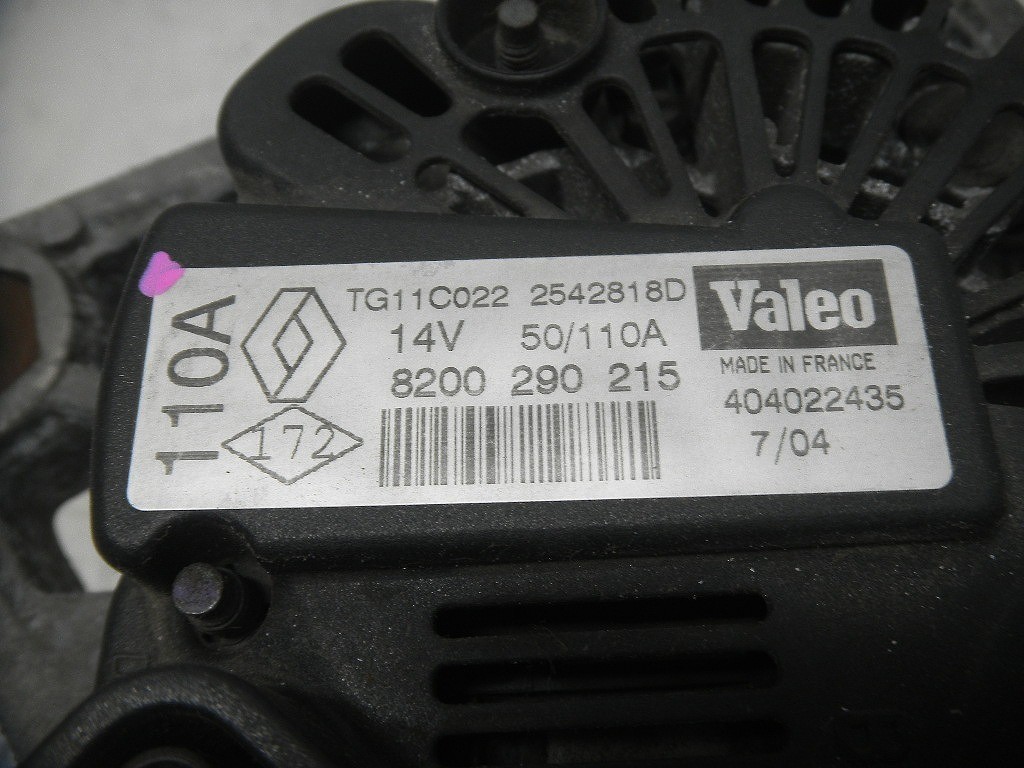 110A
TG11C022 2542818D
14V 50/110A
8200 290 215
172
Valeo
MADE IN FRANCE
404022435
7/04